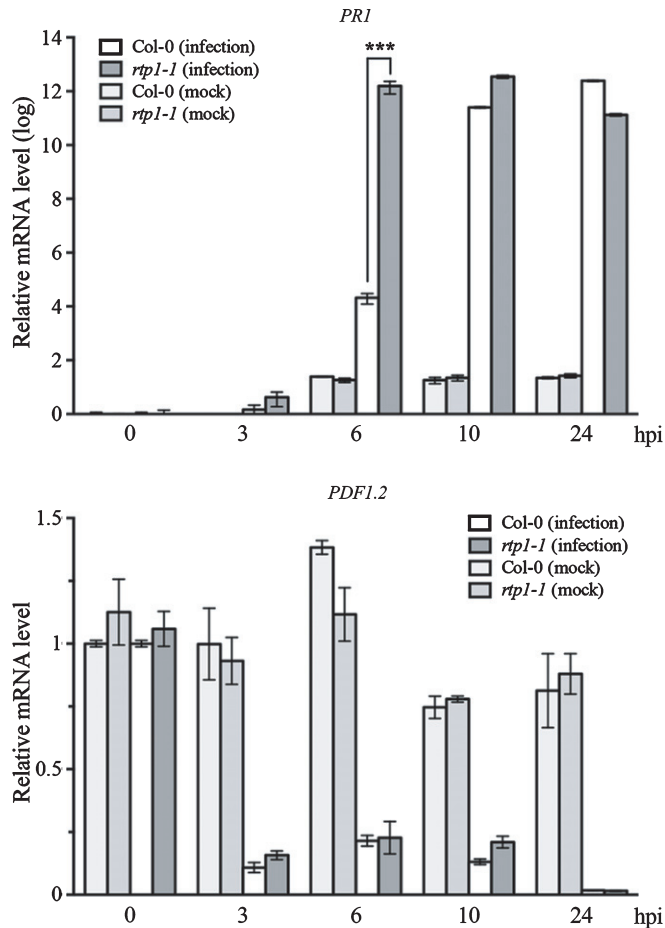 PR1
14
12
10
8
6
4
2
0
Relative mRNA level (log)
Col-0 (infection)
rtp1-1 (infection)
Col-0 (mock)
rtp1-1 (mock)
***
0 3 6 10 24 hpi
PDF1.2
1.5
1
0.5
0
Relative mRNA level
Col-0 (infection)
rtp1-1 (infection)
Col-0 (mock)
rtp1-1 (mock)
0 3 6 10 24 hpi